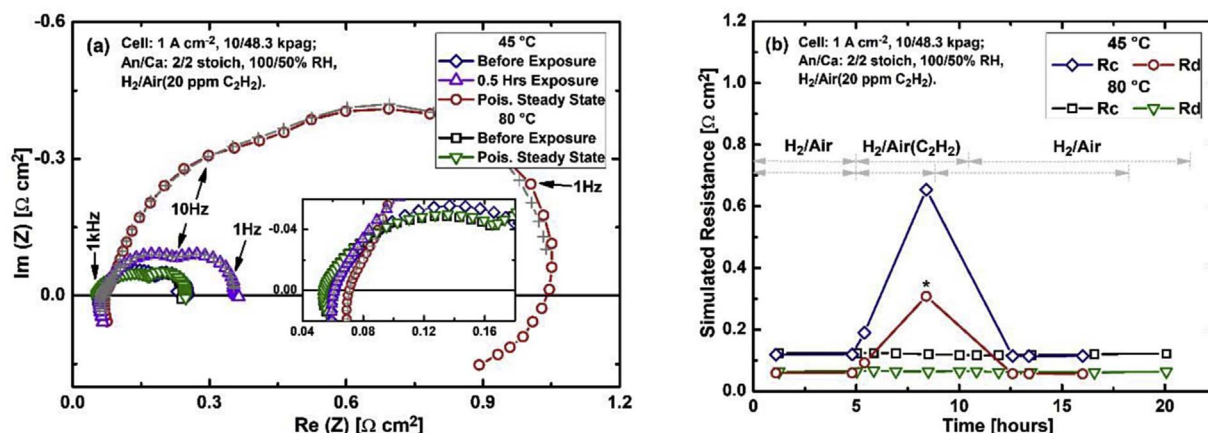 (a) Cell: 1 A cm-2, 10/48.3 kpag;
An/Ca: 2/2 stoich, 100/50% RH,
H2/Air(20 ppm C2H2).
45 °C
Before Exposure
0.5 Hrs Exposure
Pois. Steady State
80 °C
Before Exposure
Pois. Steady State
1kHz
10Hz
1Hz
1Hz
-0.04
0.00
0.04 0.08 0.12 0.16
-0.6
-0.3
0.0
Im (Z) [Ω cm2]
0.0 0.3 0.6 0.9 1.2
Re (Z) [Ω cm2]
(b) Cell: 1 A cm-2, 10/48.3 kpag;
An/Ca: 2/2 stoich, 100/50% RH,
H2/Air(20 ppm C2H2).
45 °C
Rc Rd
80 °C
Rc Rd
H2/Air H2/Air(C2H2) H2/Air
*
1.2
1.0
0.8
0.6
0.4
0.2
0.0
Simulated Resistance [Ω cm2]
0 5 10 15 20
Time [hours]